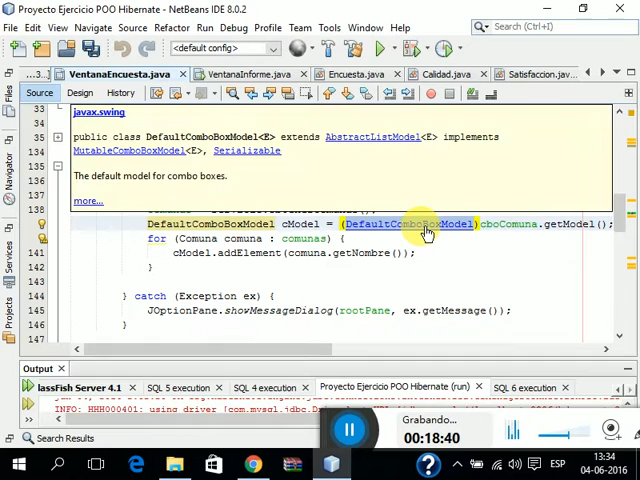 Proyecto Ejercicio POO Hibernate - NetBeans IDE 8.0.2
File Edit View Navigate Source Refactor Run Debug Profile Team Tools Window Help
Search (Ctrl+I)
<default config>
...3...] VentanaEncuesta.java VentanaInforme.java Encuesta.java Calidad.java Satisfaccion.java
Source Design History
Files
Navigator
Services
Projects
33
javax.swing
34
public class DefaultComboBoxModel<E> extends AbstractListModel<E> implements
MutableComboBoxModel<E>, Serializable
35
135
The default model for combo boxes.
136
137
more...
138
DefaultComboBoxModel cModel = (DefaultComboBoxModel)cboComuna.getModel();
for (Comuna comuna : comunas) {
141 cModel.addElement(comuna.getNombre());
142 }
143
144 } catch (Exception ex) {
145 JOptionPane.showMessageDialog(rootPane, ex.getMessage());
146 }
147
Output
lassFish Server 4.1 SQL 5 execution SQL 4 execution Proyecto Ejercicio POO Hibernate (run) SQL 6 execution
INFO: HHH000401: using driver
Search Results
Grabando...
00:18:40
ESP
13:34
04-06-2016